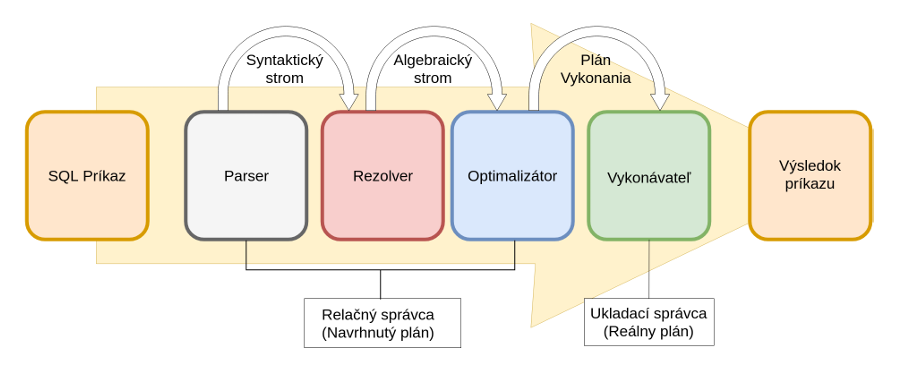 Syntaktický
strom
Algebraický
strom
Plán
Vykonania
SQL Príkaz
Parser
Rezolver
Optimalizátor
Vykonávateľ
Výsledok
príkazu
Relačný správca
(Navrhnutý plán)
Ukladací správca
(Reálny plán)